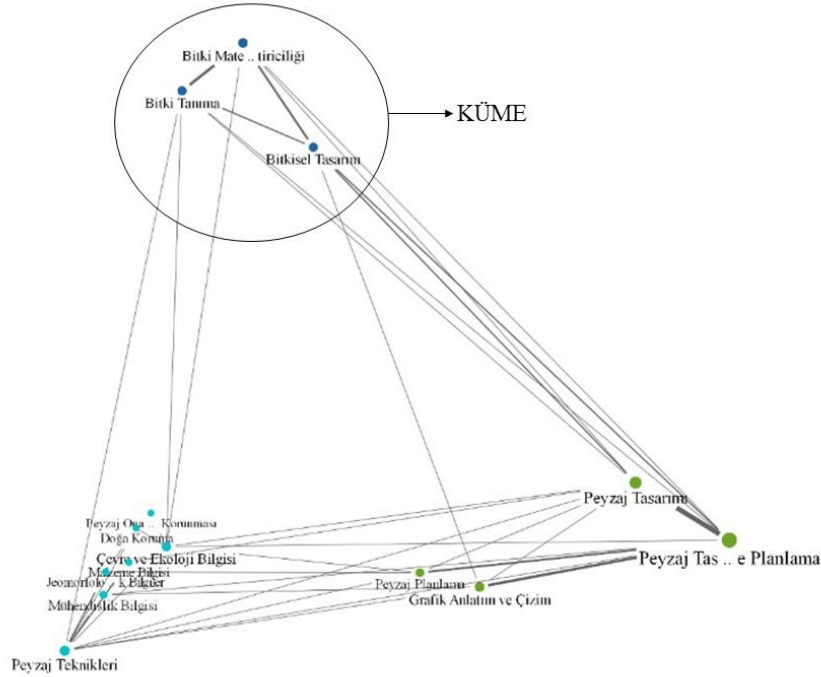 Bitki Mate .. tiriciliği
Bitki Tanıma
KÜME
Bitkisel Tasarım
Peyzaj Tasarımı
Peyzaj Ona .. Korunması
Doğa Koruma
Çevre ve Ekoloji Bilgisi
Peyzaj Tas .. e Planlama
Malzeme Bilgisi
Jeomorfolo .. k Bilgiler
Peyzaj Planlama
Grafik Anlatım ve Çizim
Mühendislik Bilgisi
Peyzaj Teknikleri